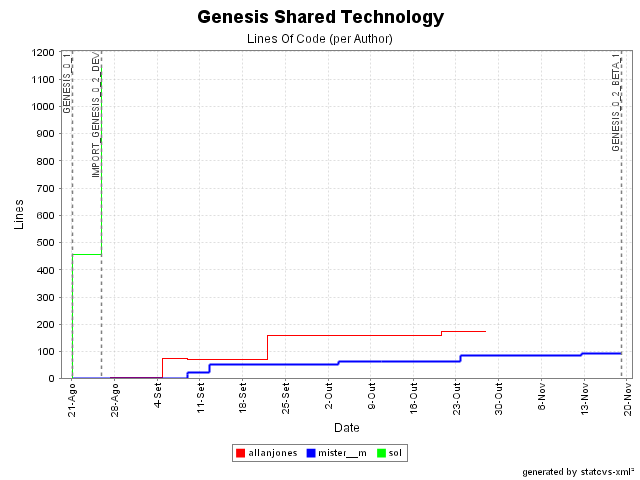 Genesis Shared Technology
Lines Of Code (per Author)
GENESIS_0_1
IMPORT_GENESIS_0_2_DEV
GENESIS_0_2_BETA_1
Lines
1200
1100
1000
900
800
700
600
500
400
300
200
100
0
21-Ago
28-Ago
4-Set
11-Set
18-Set
25-Set
2-Out
9-Out
16-Out
23-Out
30-Out
6-Nov
13-Nov
20-Nov
Date
allanjones mister__m sol
generated by statcvs-xml²